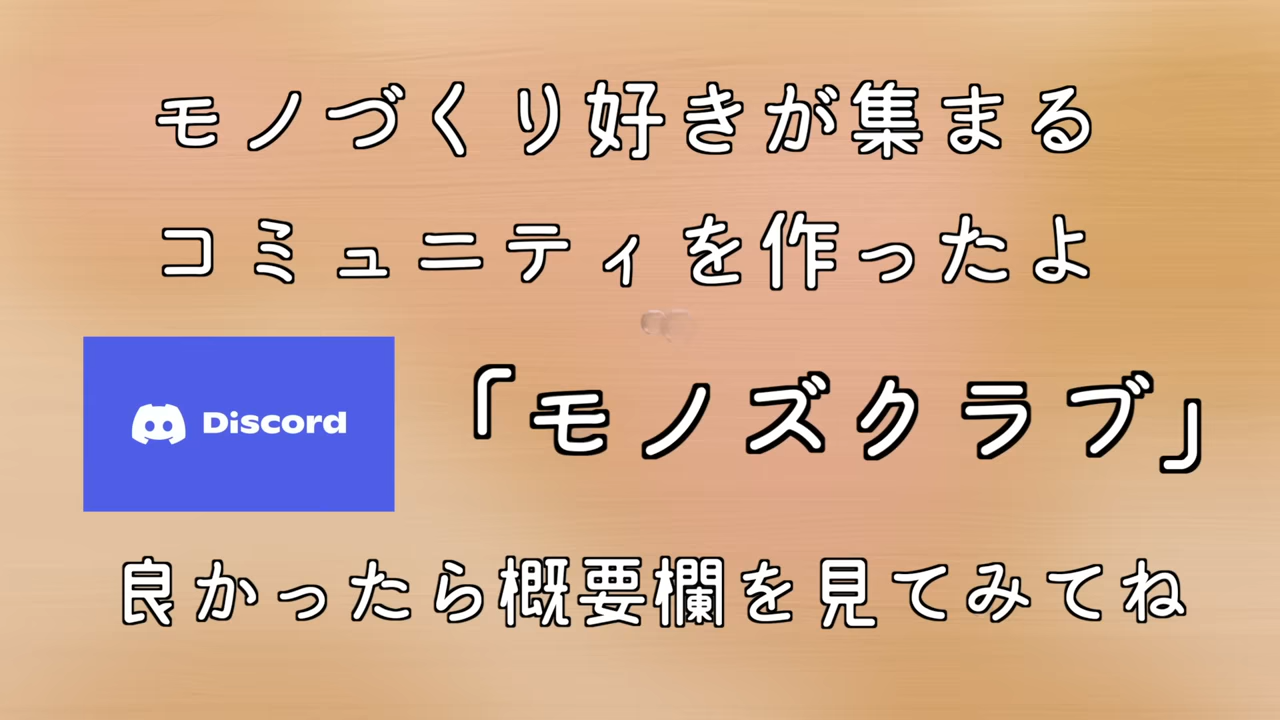 モノづくり好きが集まる
コミュニティを作ったよ
Discord
「モノズクラブ」
良かったら概要欄を見てみてね